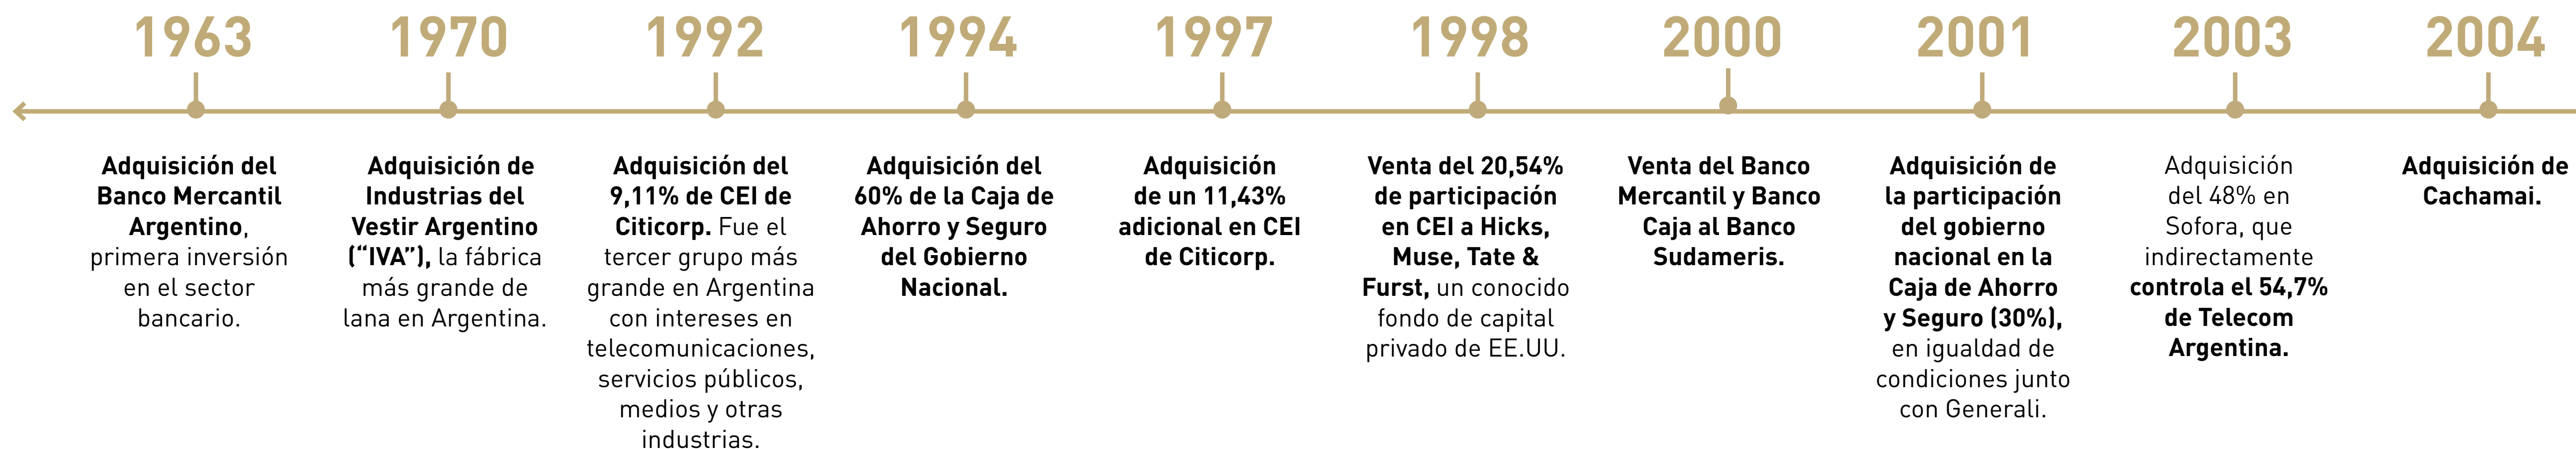 1963
Adquisición del
Banco Mercantil
Argentino,
primera inversión
en el sector
bancario.
1970
Adquisición de
Industrias del
Vestir Argentino
(“IVA”), la fábrica
más grande de
lana en Argentina.
1992
Adquisición del
9,11% de CEI de
Citicorp. Fue el
tercer grupo más
grande en Argentina
con intereses en
telecomunicaciones,
servicios públicos,
medios y otras
industrias.
1994
Adquisición del
60% de la Caja de
Ahorro y Seguro
del Gobierno
Nacional.
1997
Adquisición
de un 11,43%
adicional en CEI
de Citicorp.
1998
Venta del 20,54%
de participación
en CEI a Hicks,
Muse, Tate &
Furst, un conocido
fondo de capital
privado de EE.UU.
2000
Venta del Banco
Mercantil y Banco
Caja al Banco
Sudameris.
2001
Adquisición de
la participación
del gobierno
nacional en la
Caja de Ahorro
y Seguro (30%),
en igualdad de
condiciones junto
con Generali.
2003
Adquisición
del 48% en
Sofora, que
indirectamente
controla el 54,7%
de Telecom
Argentina.
2004
Adquisición de
Cachamai.